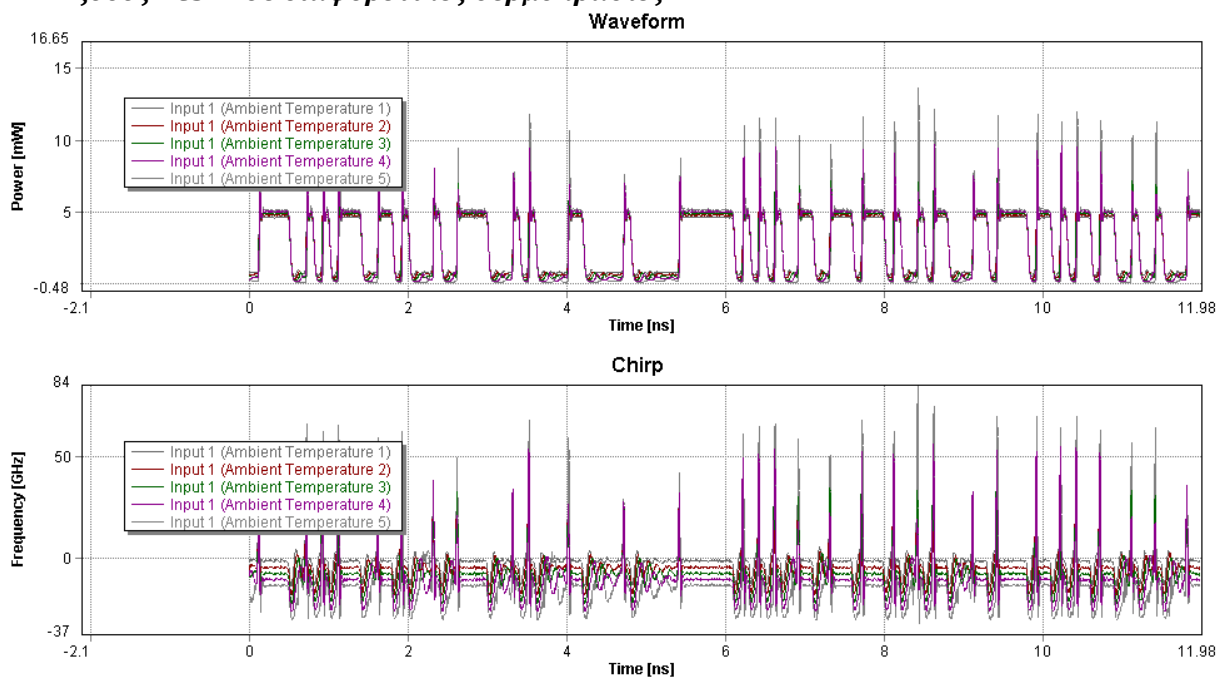 διαφορετικές θερμοκρασίες
Waveform
16.65
15
10
5
-0.48
Power [mW]
Input 1 (Ambient Temperature 1)
Input 1 (Ambient Temperature 2)
Input 1 (Ambient Temperature 3)
Input 1 (Ambient Temperature 4)
Input 1 (Ambient Temperature 5)
-2.1 0 2 4 6 8 10 11.98
Time [ns]
Chirp
84
50
0
-37
Frequency [GHz]
Input 1 (Ambient Temperature 1)
Input 1 (Ambient Temperature 2)
Input 1 (Ambient Temperature 3)
Input 1 (Ambient Temperature 4)
Input 1 (Ambient Temperature 5)
-2.1 0 2 4 6 8 10 11.98
Time [ns]